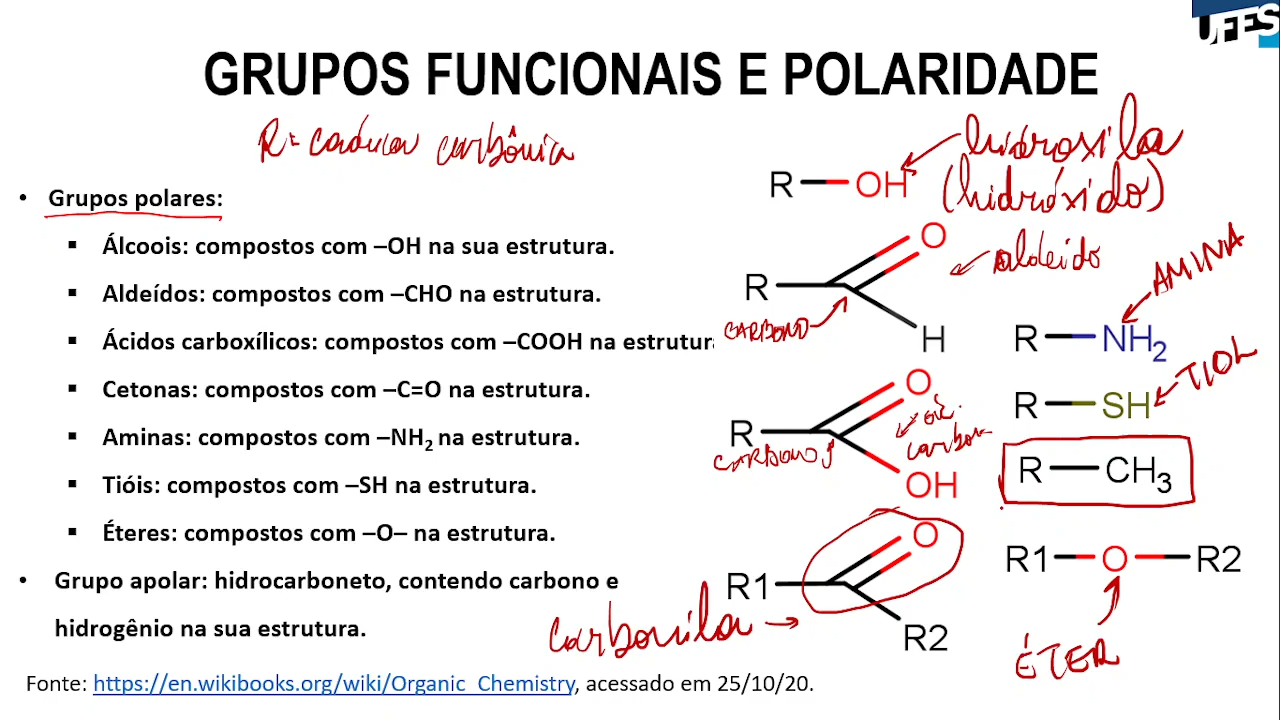 UFES
GRUPOS FUNCIONAIS E POLARIDADE
R = cadeia carbônica
• Grupos polares:
▪ Álcoois: compostos com –OH na sua estrutura.
▪ Aldeídos: compostos com –CHO na estrutura.
▪ Ácidos carboxílicos: compostos com –COOH na estrutura
▪ Cetonas: compostos com –C=O na estrutura.
▪ Aminas: compostos com –NH₂ na estrutura.
▪ Tióis: compostos com –SH na estrutura.
▪ Éteres: compostos com –O– na estrutura.
• Grupo apolar: hidrocarboneto, contendo carbono e
hidrogênio na sua estrutura.
R OH
hidroxila
(hidróxido)
R O H
aldeído
CARBONO
R NH₂
AMINA
R SH
TIOL
R O OH
CARBONO
R CH₃
R1 O R2
carbonila
R1 O R2
ÉTER
Fonte: https://en.wikibooks.org/wiki/Organic_Chemistry, acessado em 25/10/20.